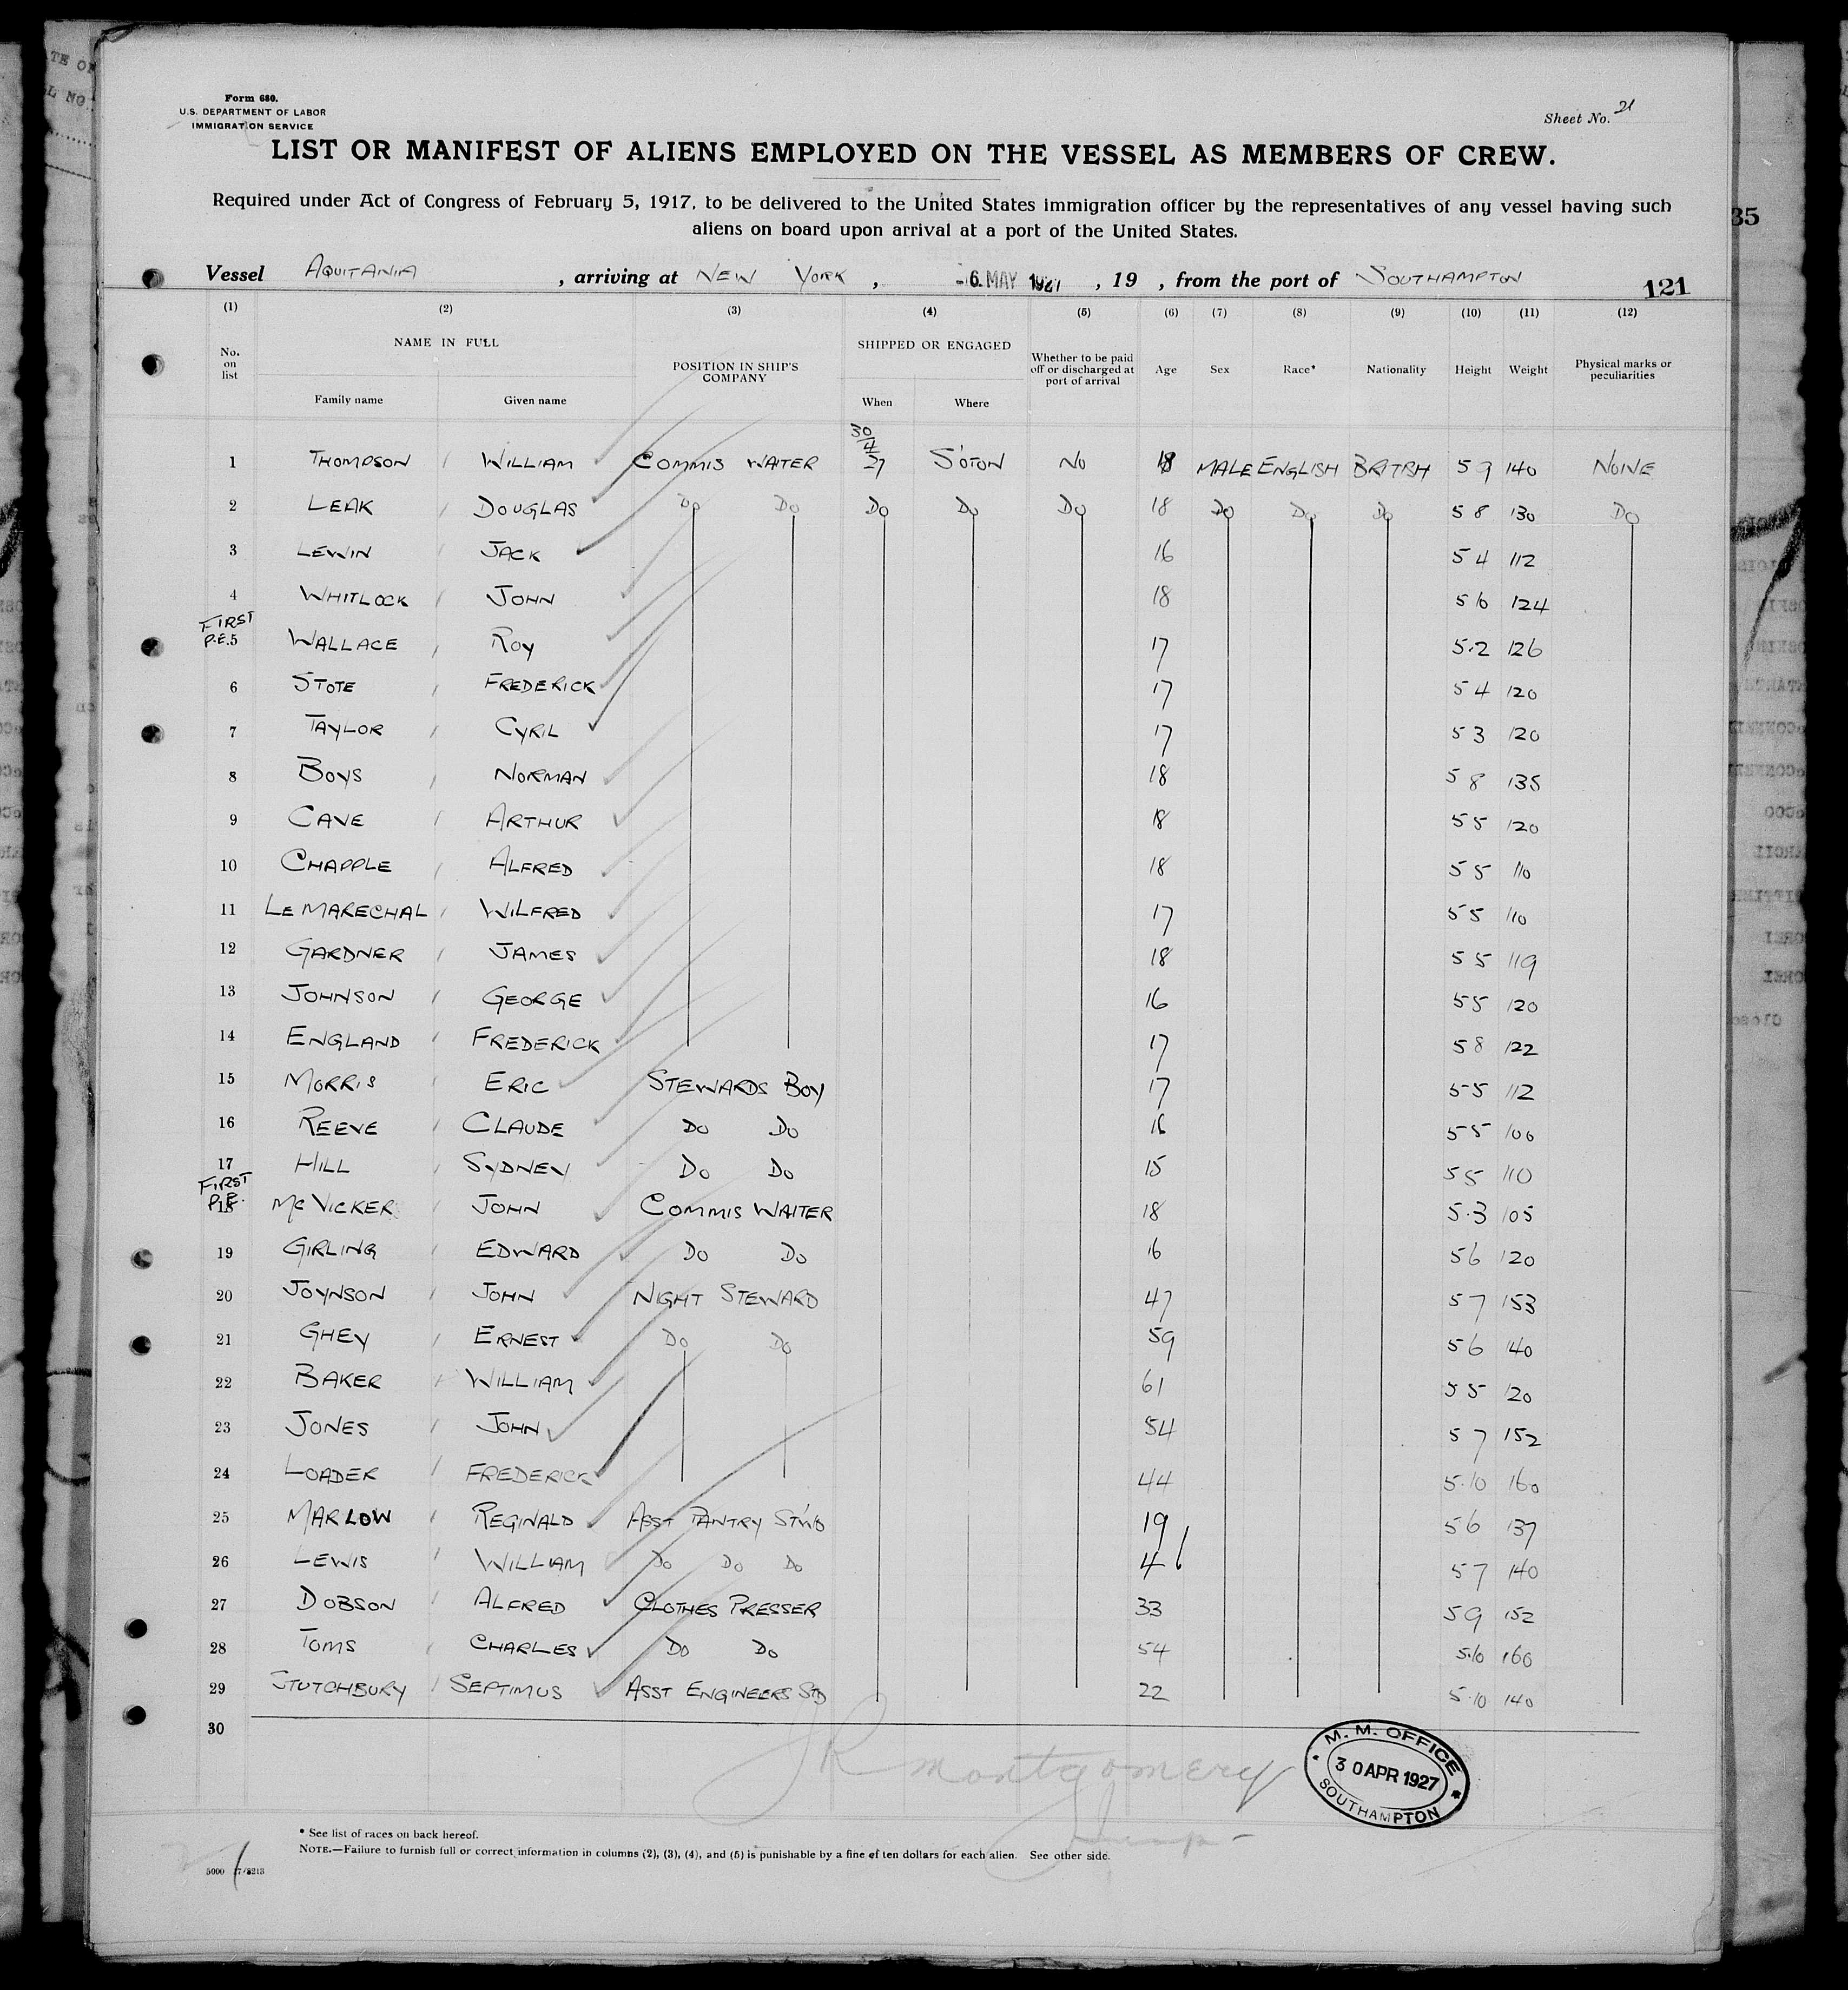 Form 680.
U.S. DEPARTMENT OF LABOR
IMMIGRATION SERVICE
Sheet No. 21
LIST OR MANIFEST OF ALIENS EMPLOYED ON THE VESSEL AS MEMBERS OF CREW.
Required under Act of Congress of February 5, 1917, to be delivered to the United States immigration officer by the representatives of any vessel having such
aliens on board upon arrival at a port of the United States.
Vessel AQUITANIA , arriving at NEW YORK , -6. MAY 1927 , 19 , from the port of SOUTHAMPTON 121
(1) (2) (3) (4) (5) (6) (7) (8) (9) (10) (11) (12)
No. on list NAME IN FULL Family name Given name POSITION IN SHIP'S COMPANY SHIPPED OR ENGAGED When Where Whether to be paid off or discharged at port of arrival Age Sex Race* Nationality Height Weight Physical marks or peculiarities
1 THOMPSON WILLIAM COMMIS WAITER 30/4/27 S'OTON NO 18 MALE ENGLISH BRITISH 5 9 140 NONE
2 LEAK DOUGLAS DO DO DO DO DO 18 DO DO DO 5 8 130 DO
3 LEWIN JACK 16 5 4 112
4 WHITLOCK JOHN 18 5 6 124
FIRST
P.E. 5 WALLACE ROY 17 5.2 126
6 STOTE FREDERICK 17 5 4 120
7 TAYLOR CYRIL 17 5 3 120
8 BOYS NORMAN 18 5 8 135
9 CAVE ARTHUR 18 5 5 120
10 CHAPPLE ALFRED 18 5 5 110
11 LE MARECHAL WILFRED 17 5 5 110
12 GARDNER JAMES 18 5 5 119
13 JOHNSON GEORGE 16 5 5 120
14 ENGLAND FREDERICK 17 5 8 122
15 MORRIS ERIC STEWARDS BOY 17 5 5 112
16 REEVE CLAUDE DO DO 16 5 5 100
17 HILL SYDNEY DO DO 15 5 5 110
FIRST
P.E. 18 MC VICKER JOHN COMMIS WAITER 18 5.3 105
19 GIRLING EDWARD DO DO 16 5 6 120
20 JOYNSON JOHN NIGHT STEWARD 47 5 7 153
21 GHEY ERNEST DO DO 59 5 6 140
22 BAKER WILLIAM 61 5 5 120
23 JONES JOHN 54 5 7 152
24 LOADER FREDERICK 44 5.10 160
25 MARLOW REGINALD ASST PANTRY ST'WD 19 5 6 137
26 LEWIS WILLIAM DO DO DO 46 5 7 140
27 DOBSON ALFRED CLOTHES PRESSER 33 5 9 152
28 TOMS CHARLES DO DO 54 5.10 160
29 STUTCHBURY SEPTIMUS ASST ENGINEERS STD 22 5.10 140
30
JR Montgomery
M. M. OFFICE
30 APR 1927
SOUTHAMPTON
* See list of races on back hereof.
NOTE.—Failure to furnish full or correct information in columns (2), (3), (4), and (5) is punishable by a fine of ten dollars for each alien. See other side.